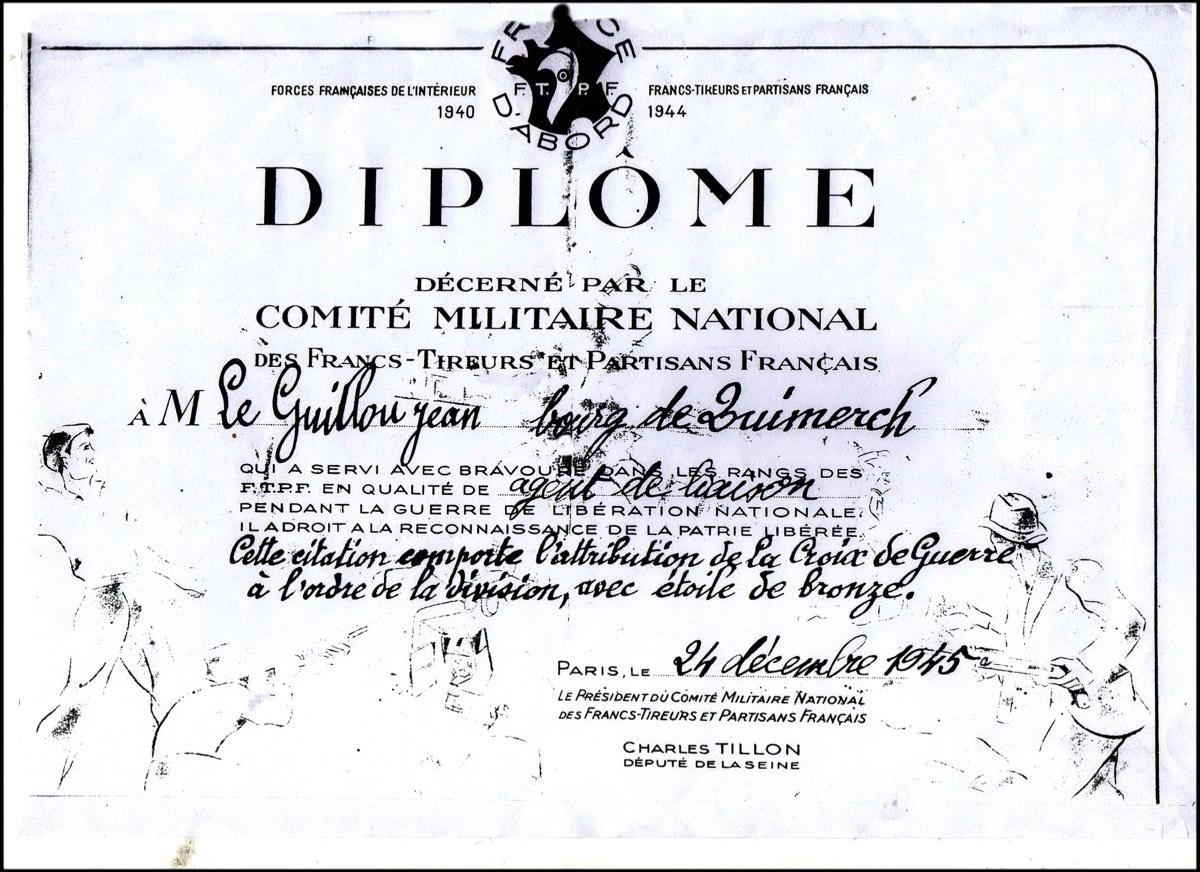 FRANCE
FORCES FRANÇAISES DE L'INTÉRIEUR
1940
F.T.P.F.
D'ABORD
FRANCS-TIREURS ET PARTISANS FRANÇAIS
1944
DIPLÔME
DÉCERNÉ PAR LE
COMITÉ MILITAIRE NATIONAL
DES FRANCS-TIREURS ET PARTISANS FRANÇAIS
À M Le Guillou jean bourg de Quimerch
QUI A SERVI AVEC BRAVOURE DANS LES RANGS DES
F.T.P.F. EN QUALITÉ DE agent de liaison
PENDANT LA GUERRE DE LIBÉRATION NATIONALE.
IL A DROIT A LA RECONNAISSANCE DE LA PATRIE LIBÉRÉE.
Cette citation comporte l'attribution de la Croix de Guerre
à l'ordre de la division, avec étoile de bronze.
PARIS, LE 24 décembre 1945
LE PRÉSIDENT DU COMITÉ MILITAIRE NATIONAL
DES FRANCS-TIREURS ET PARTISANS FRANÇAIS
CHARLES TILLON
DÉPUTÉ DE LA SEINE